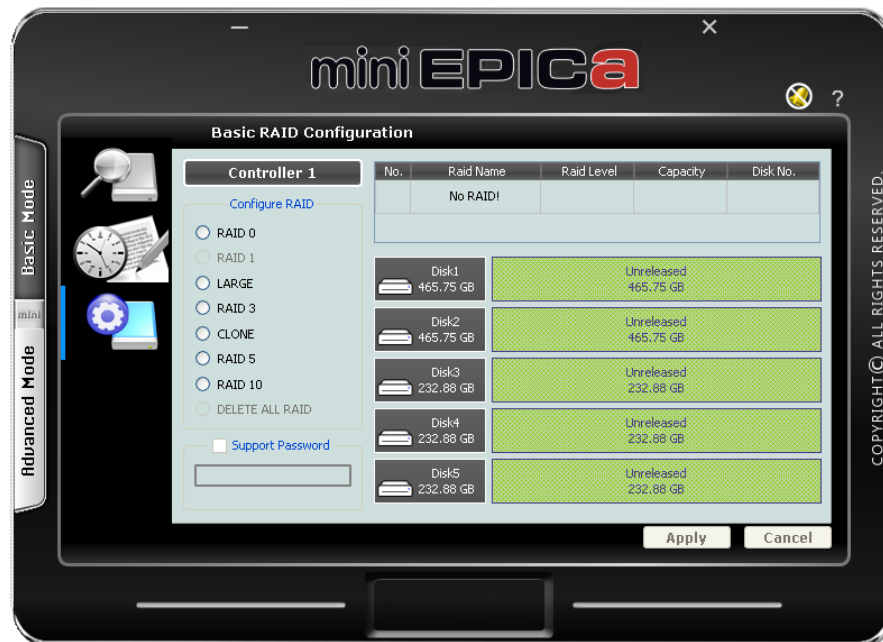 mini EPICa
?
Basic RAID Configuration
Basic Mode
mini
Advanced Mode
Controller 1
Configure RAID
RAID 0
RAID 1
LARGE
RAID 3
CLONE
RAID 5
RAID 10
DELETE ALL RAID
Support Password
No. Raid Name Raid Level Capacity Disk No.
No RAID!
Disk1 Unreleased
465.75 GB 465.75 GB
Disk2 Unreleased
465.75 GB 465.75 GB
Disk3 Unreleased
232.88 GB 232.88 GB
Disk4 Unreleased
232.88 GB 232.88 GB
Disk5 Unreleased
232.88 GB 232.88 GB
Apply Cancel
COPYRIGHT© ALL RIGHTS RESERVED.